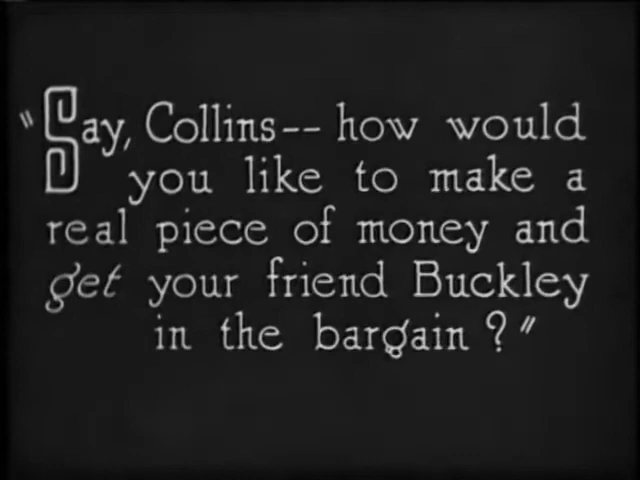 "Say, Collins-- how would
you like to make a
real piece of money and
get your friend Buckley
in the bargain?"